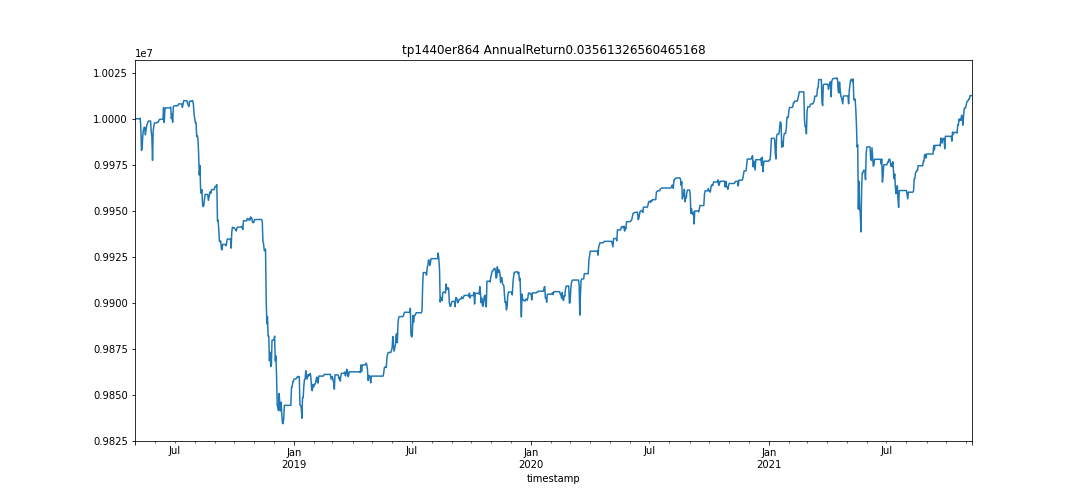 tp1440er864 AnnualReturn0.03561326560465168
1e7
1.0025
1.0000
0.9975
0.9950
0.9925
0.9900
0.9875
0.9850
0.9825
Jul Jan Jul Jan Jul Jan Jul
2019 2020 2021
timestamp